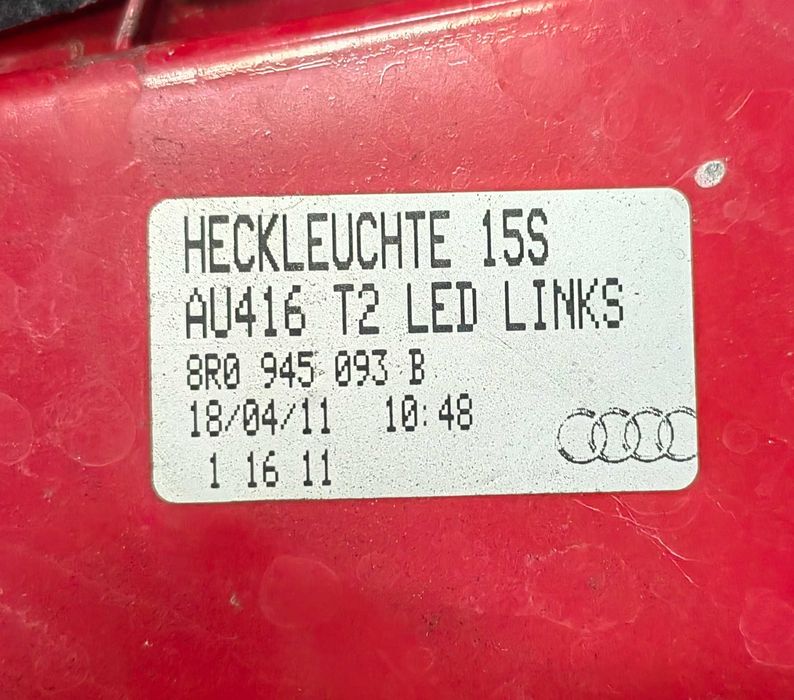 HECKLEUCHTE 15S
AU416 T2 LED LINKS
8R0 945 093 B
18/04/11 10:48
1 16 11